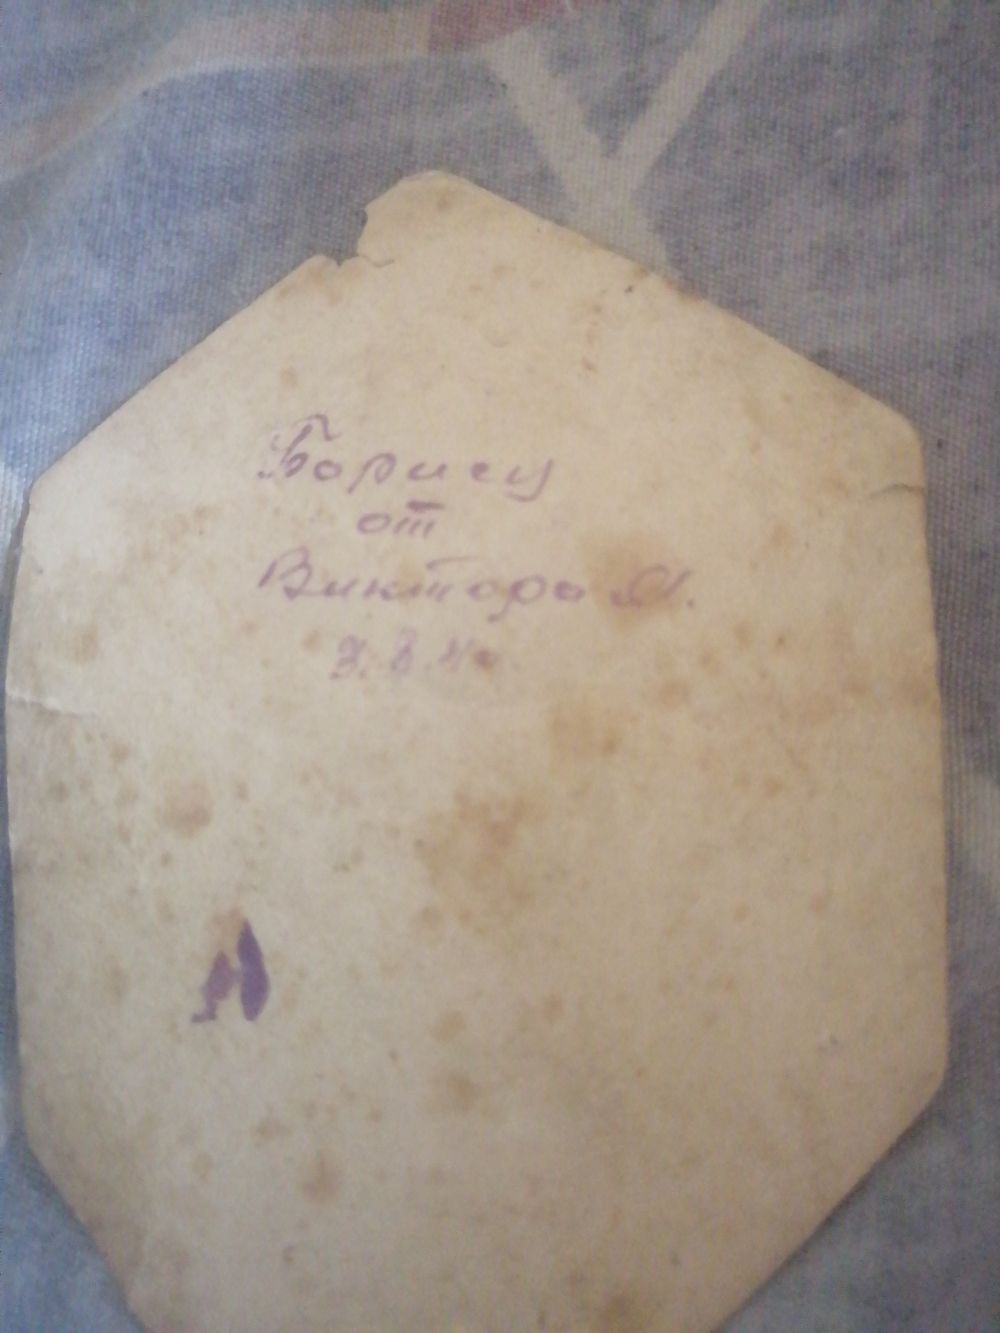 Борису
от
Виктора М.